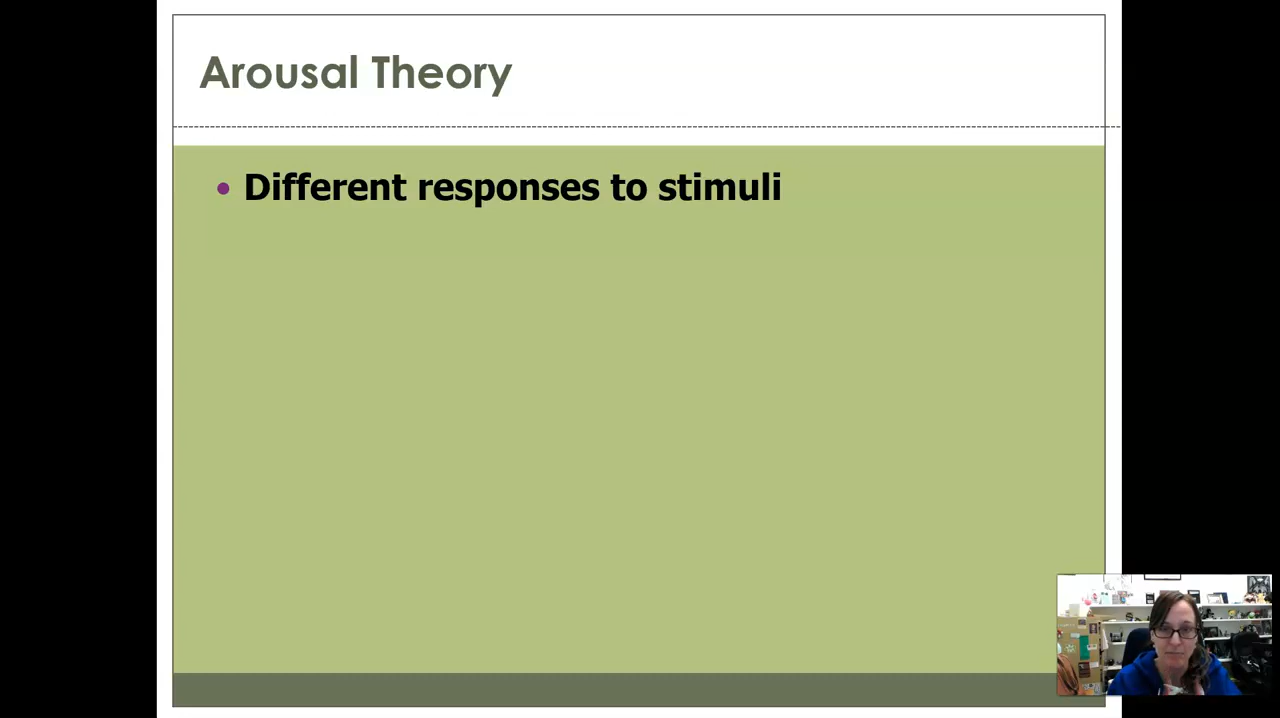 Arousal Theory
• Different responses to stimuli